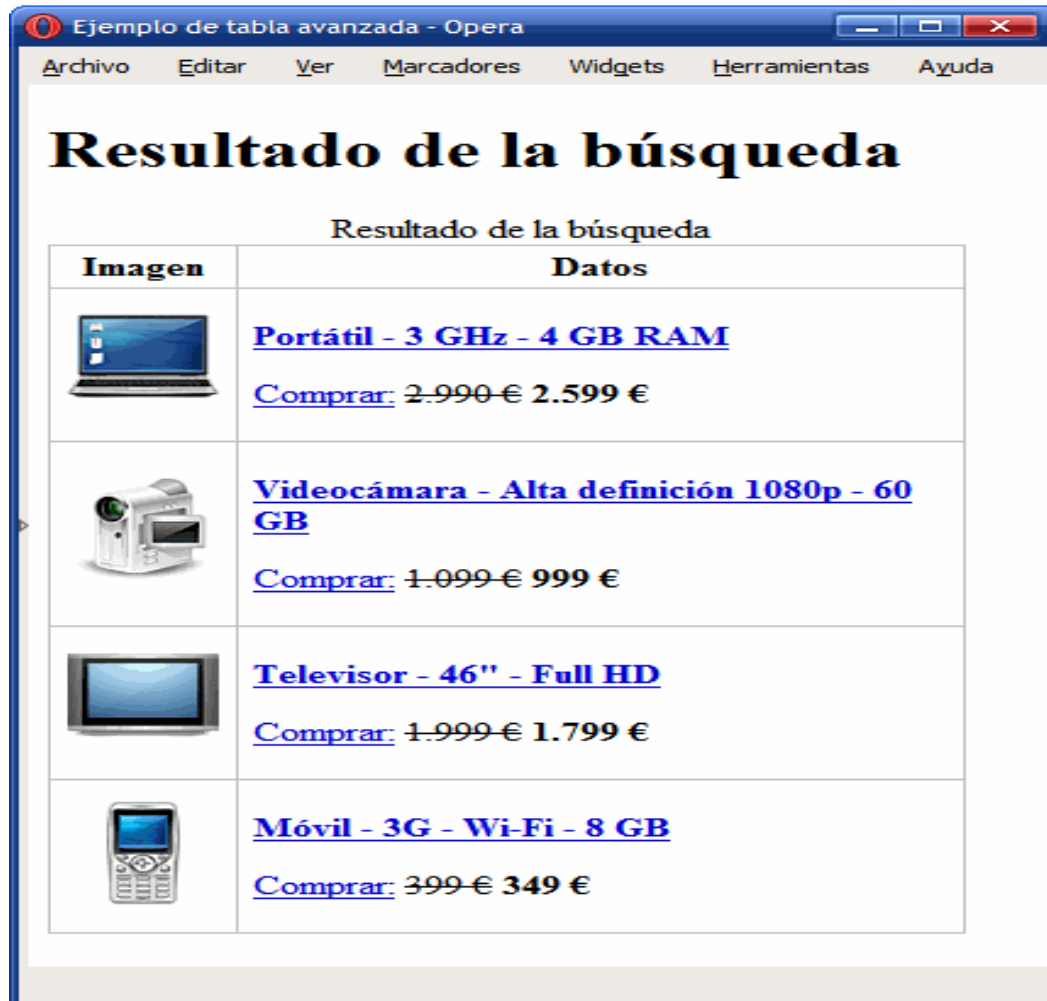 Ejemplo de tabla avanzada - Opera
Archivo Editar Ver Marcadores Widgets Herramientas Ayuda
Resultado de la búsqueda
Resultado de la búsqueda
Imagen Datos
Portátil - 3 GHz - 4 GB RAM
Comprar: 2.990 € 2.599 €
Videocámara - Alta definición 1080p - 60
GB
Comprar: 1.099 € 999 €
Televisor - 46" - Full HD
Comprar: 1.999 € 1.799 €
Móvil - 3G - Wi-Fi - 8 GB
Comprar: 399 € 349 €